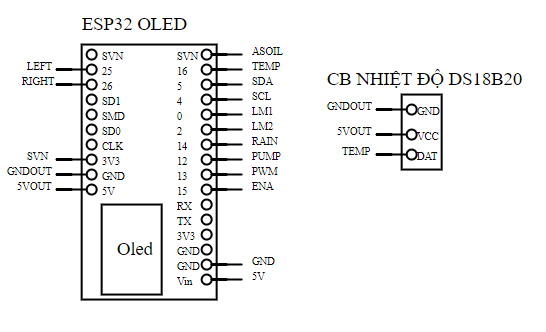 ESP32 OLED
SVN SVN ASOIL
LEFT 25 16 TEMP
RIGHT 26 5 SDA
SD1 4 SCL
SMD 0 LM1
SD0 2 LM2
CLK 14 RAIN
SVN 3V3 12 PUMP
GNDOUT GND 13 PWM
5VOUT 5V 15 ENA
RX
TX
3V3
GND
GND GND
Vin 5V
Oled
CB NHIỆT ĐỘ DS18B20
GNDOUT GND
5VOUT VCC
TEMP DAT